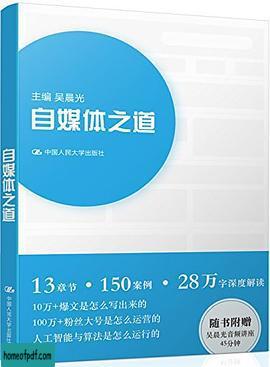 主编 吴晨光
自媒体之道
中国人民大学出版社
自媒体之道
中国人民大学出版社
13章节 · 150案例 · 28万字深度解读
10万+爆文是怎么写出来的
100万+粉丝大号是怎么运营的
人工智能与算法是怎么运行的
随书附赠
吴晨光音频讲座
45分钟
homeofpdf.com